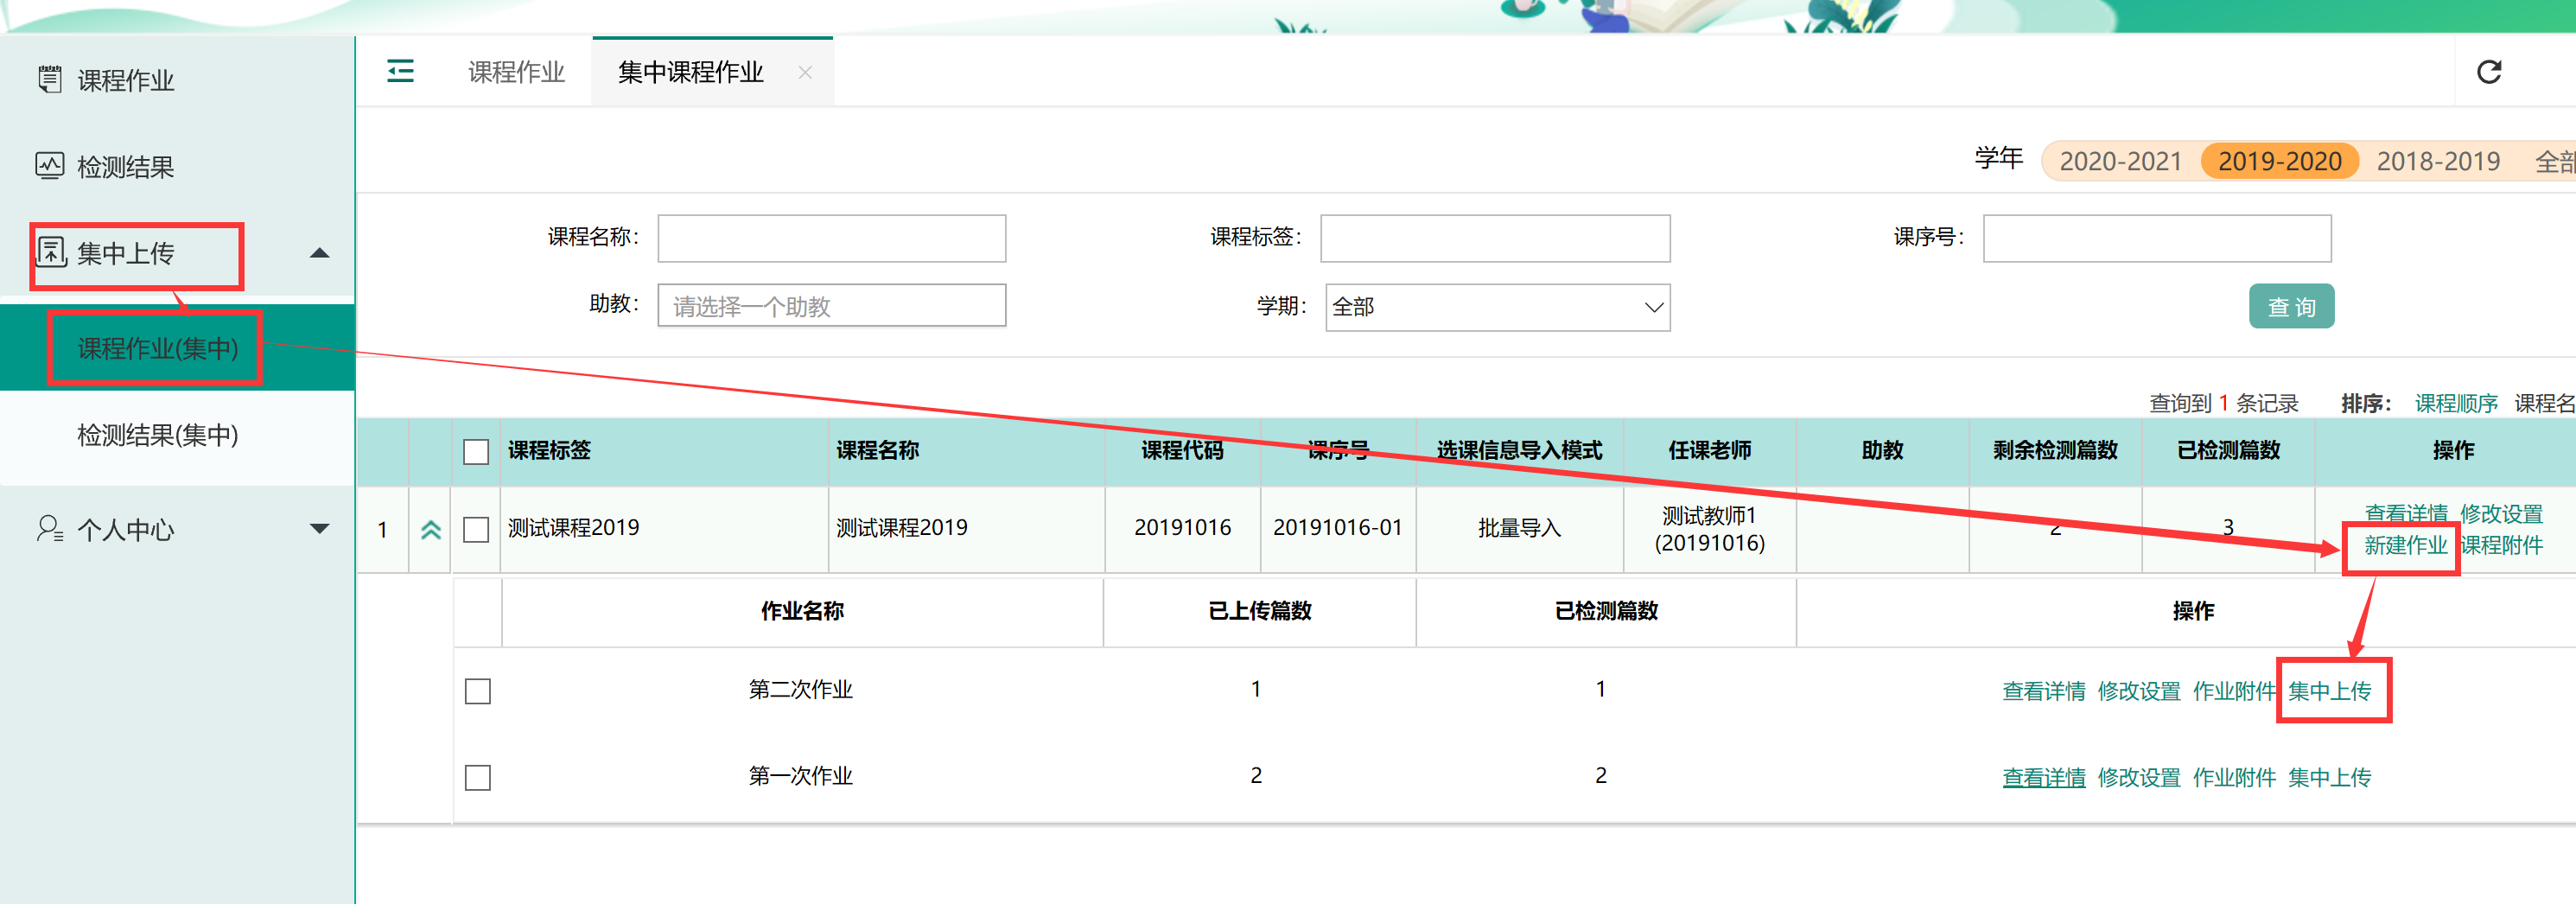 课程作业
检测结果
集中上传
课程作业(集中)
检测结果(集中)
个人中心
课程作业 集中课程作业
学年 2020-2021 2019-2020 2018-2019 全部
课程名称： 课程标签： 课序号：
助教： 请选择一个助教 学期： 全部 查询
查询到 1 条记录 排序： 课程顺序 课程名
课程标签 课程名称 课程代码 课序号 选课信息导入模式 任课老师 助教 剩余检测篇数 已检测篇数 操作
1 测试课程2019 测试课程2019 20191016 20191016-01 批量导入 测试教师1 (20191016) 2 3 查看详情 修改设置
新建作业 课程附件
作业名称 已上传篇数 已检测篇数 操作
第二次作业 1 1 查看详情 修改设置 作业附件 集中上传
第一次作业 2 2 查看详情 修改设置 作业附件 集中上传